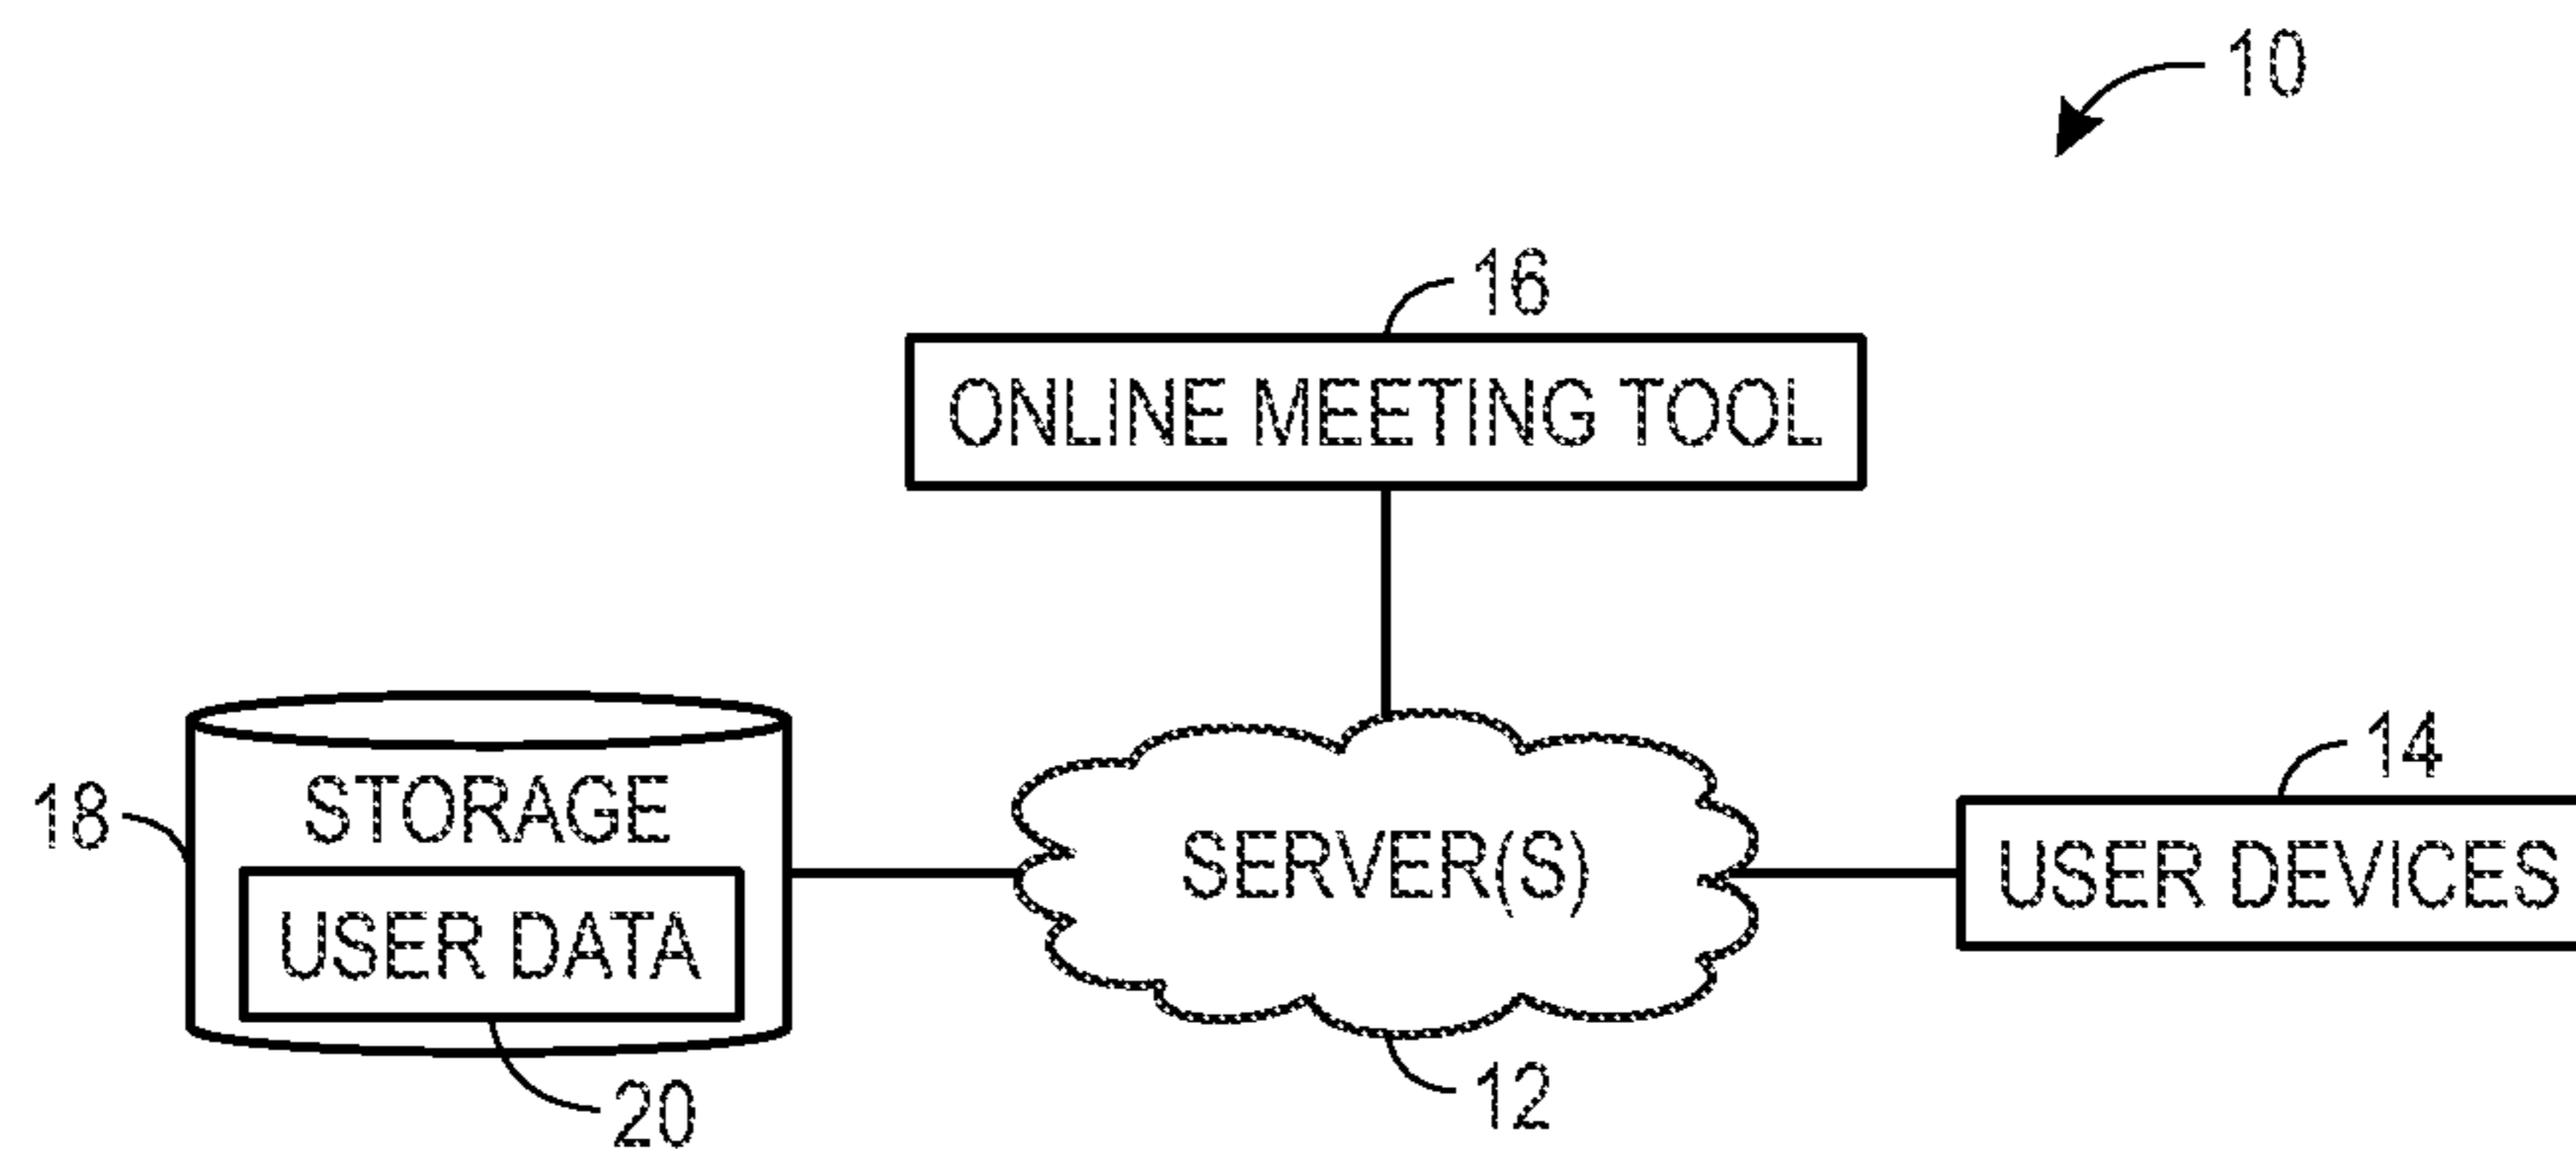 10
16
ONLINE MEETING TOOL
14
18
STORAGE
SERVER(S)
USER DEVICES
USER DATA
12
20